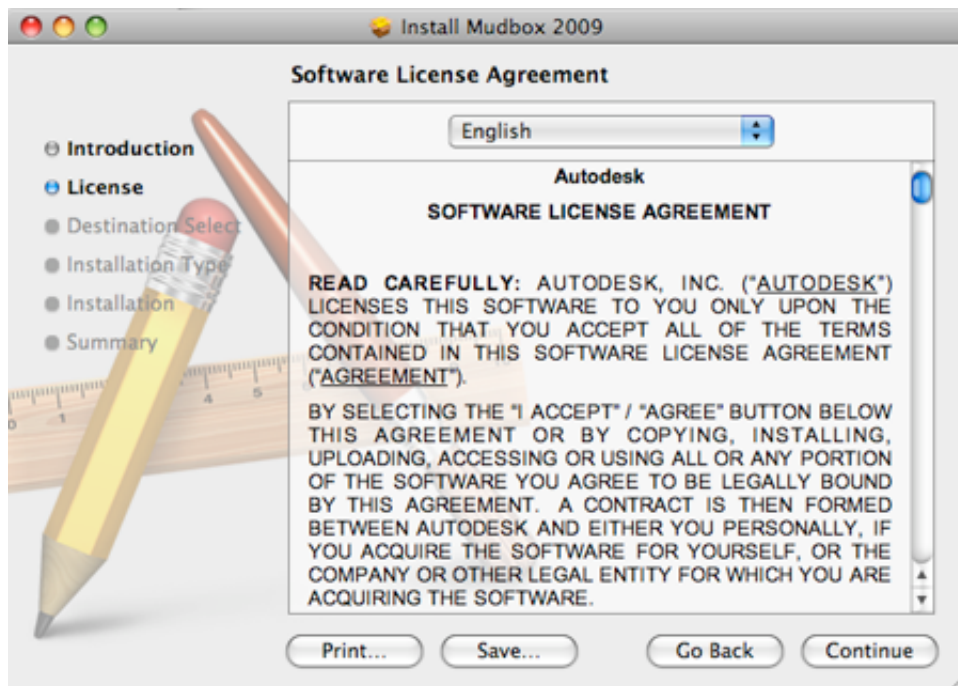 Install Mudbox 2009
Software License Agreement
Introduction
License
Destination Select
Installation Type
Installation
Summary
English
Autodesk
SOFTWARE LICENSE AGREEMENT
READ CAREFULLY: AUTODESK, INC. ("AUTODESK")
LICENSES THIS SOFTWARE TO YOU ONLY UPON THE
CONDITION THAT YOU ACCEPT ALL OF THE TERMS
CONTAINED IN THIS SOFTWARE LICENSE AGREEMENT
("AGREEMENT").
BY SELECTING THE "I ACCEPT" / "AGREE" BUTTON BELOW
THIS AGREEMENT OR BY COPYING, INSTALLING,
UPLOADING, ACCESSING OR USING ALL OR ANY PORTION
OF THE SOFTWARE YOU AGREE TO BE LEGALLY BOUND
BY THIS AGREEMENT. A CONTRACT IS THEN FORMED
BETWEEN AUTODESK AND EITHER YOU PERSONALLY, IF
YOU ACQUIRE THE SOFTWARE FOR YOURSELF, OR THE
COMPANY OR OTHER LEGAL ENTITY FOR WHICH YOU ARE
ACQUIRING THE SOFTWARE.
0 1 4 5
Print... Save... Go Back Continue